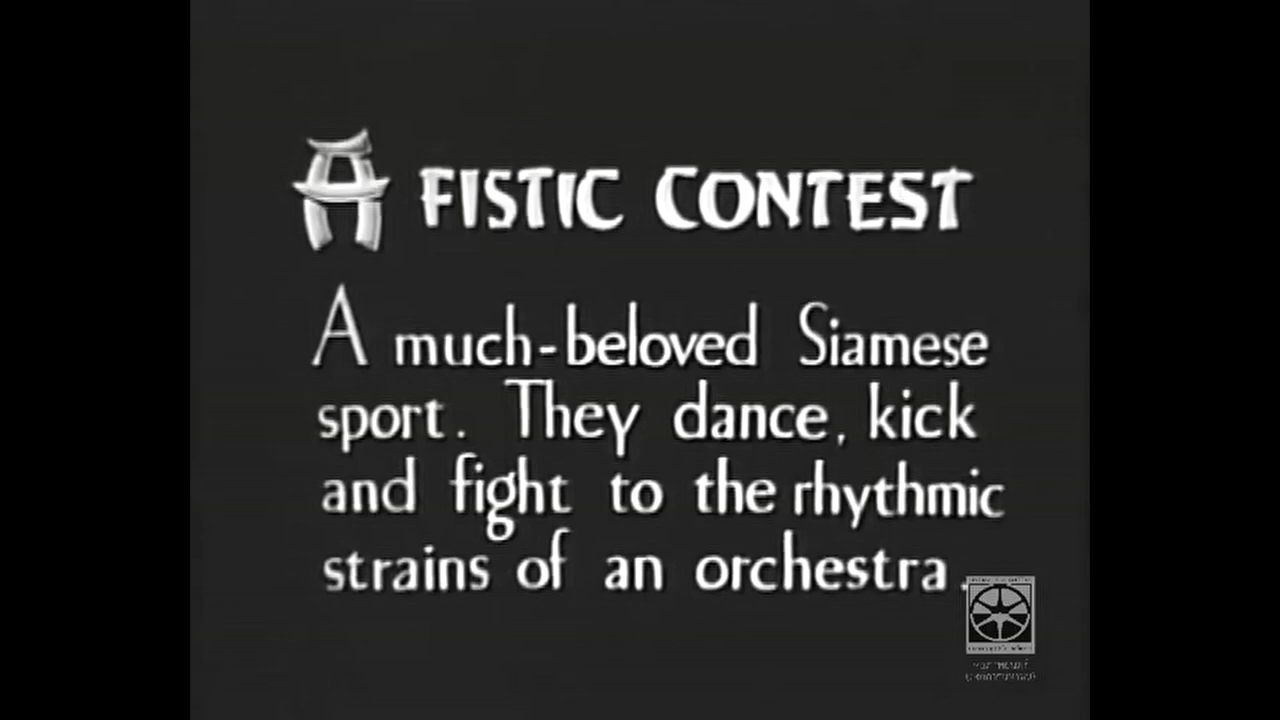 A FISTIC CONTEST
A much-beloved Siamese
sport. They dance, kick
and fight to the rhythmic
strains of an orchestra.